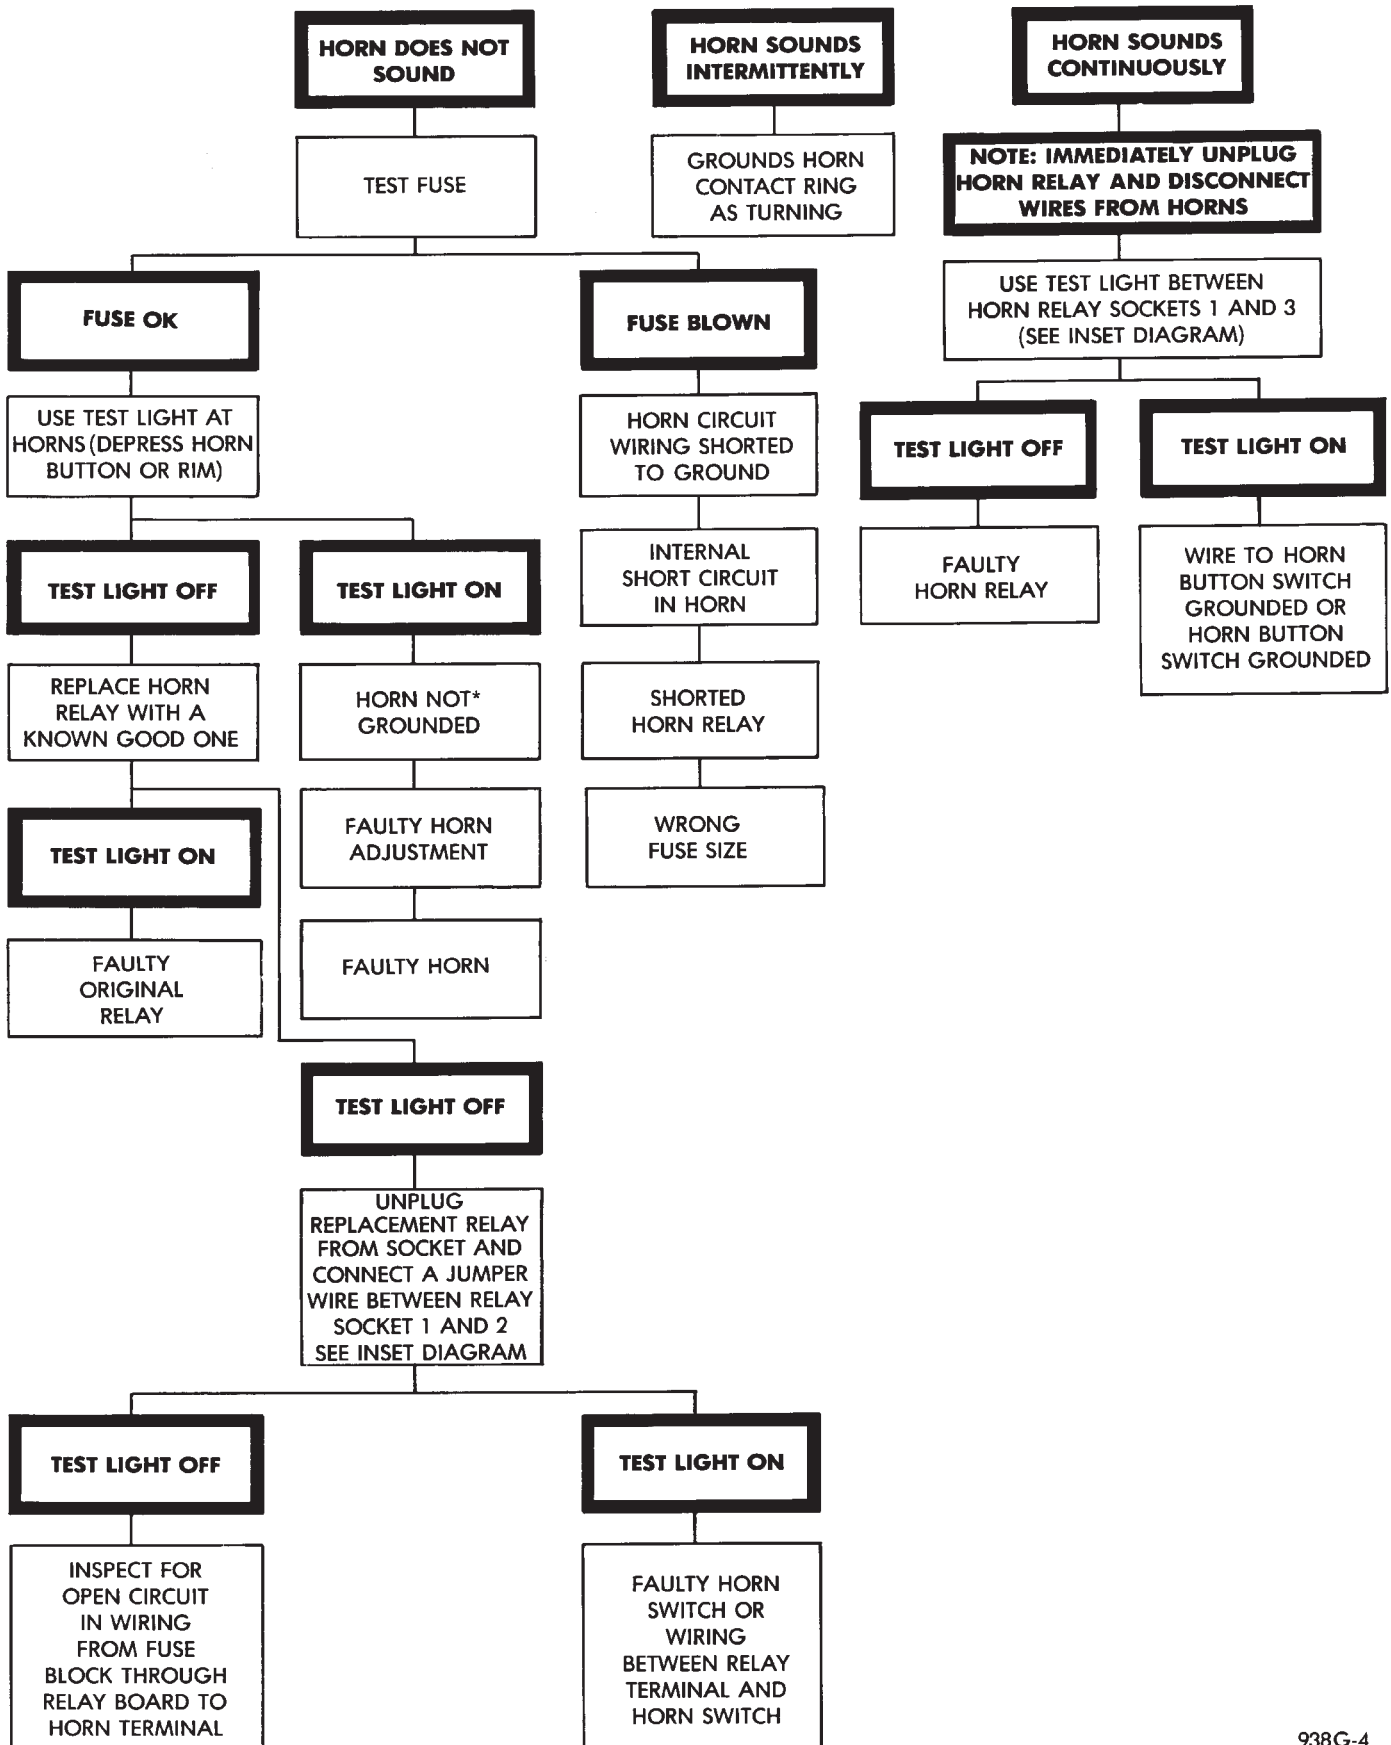 HORN DOES NOT
SOUND
TEST FUSE
FUSE OK
USE TEST LIGHT AT
HORNS (DEPRESS HORN
BUTTON OR RIM)
TEST LIGHT OFF
REPLACE HORN
RELAY WITH A
KNOWN GOOD ONE
TEST LIGHT ON
FAULTY
ORIGINAL
RELAY
TEST LIGHT ON
HORN NOT*
GROUNDED
FAULTY HORN
ADJUSTMENT
FAULTY HORN
TEST LIGHT OFF
UNPLUG
REPLACEMENT RELAY
FROM SOCKET AND
CONNECT A JUMPER
WIRE BETWEEN RELAY
SOCKET 1 AND 2
SEE INSET DIAGRAM
TEST LIGHT OFF
INSPECT FOR
OPEN CIRCUIT
IN WIRING
FROM FUSE
BLOCK THROUGH
RELAY BOARD TO
HORN TERMINAL
TEST LIGHT ON
FAULTY HORN
SWITCH OR
WIRING
BETWEEN RELAY
TERMINAL AND
HORN SWITCH
FUSE BLOWN
HORN CIRCUIT
WIRING SHORTED
TO GROUND
INTERNAL
SHORT CIRCUIT
IN HORN
SHORTED
HORN RELAY
WRONG
FUSE SIZE
HORN SOUNDS
INTERMITTENTLY
GROUNDS HORN
CONTACT RING
AS TURNING
HORN SOUNDS
CONTINUOUSLY
NOTE: IMMEDIATELY UNPLUG
HORN RELAY AND DISCONNECT
WIRES FROM HORNS
USE TEST LIGHT BETWEEN
HORN RELAY SOCKETS 1 AND 3
(SEE INSET DIAGRAM)
TEST LIGHT OFF
FAULTY
HORN RELAY
TEST LIGHT ON
WIRE TO HORN
BUTTON SWITCH
GROUNDED OR
HORN BUTTON
SWITCH GROUNDED
938G-4